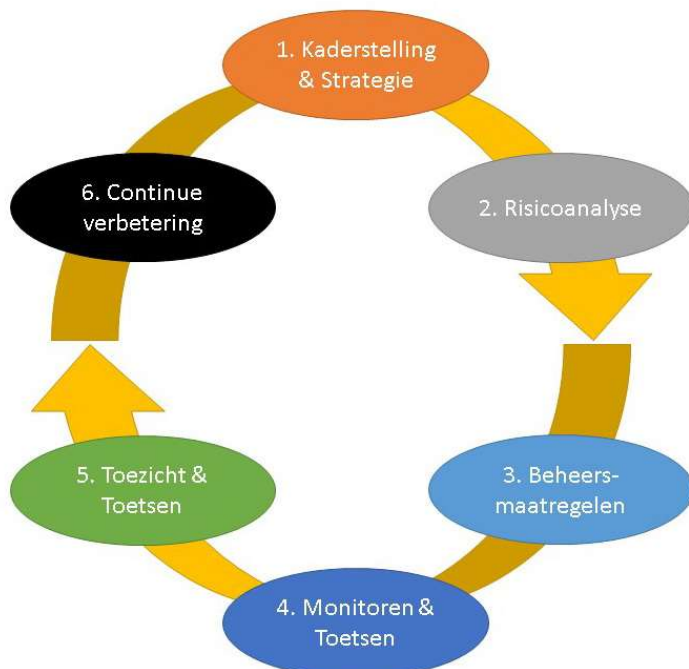 1. Kaderstelling
& Strategie
2. Risicoanalyse
3. Beheers-
maatregelen
4. Monitoren &
Toetsen
5. Toezicht &
Toetsen
6. Continue
verbetering